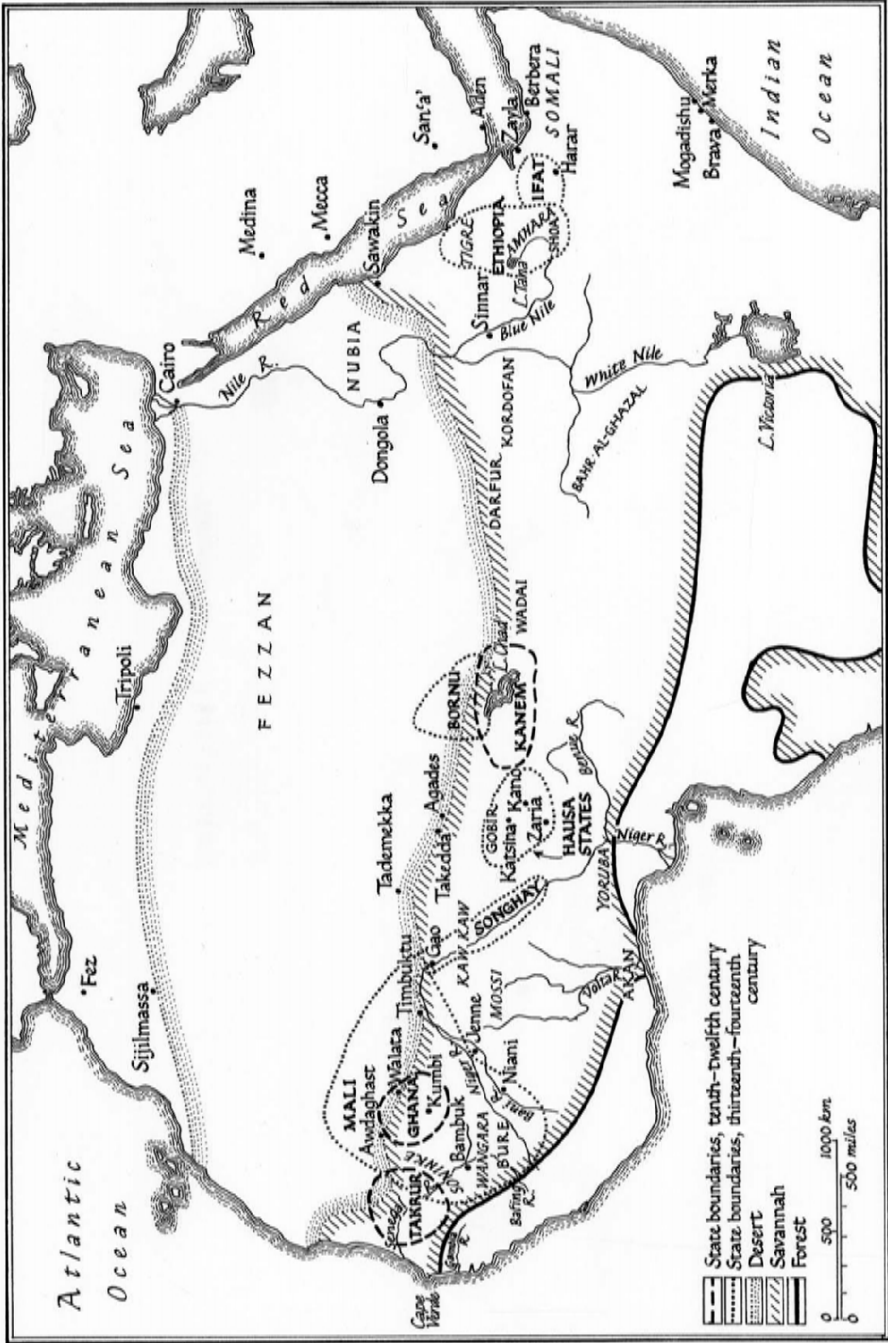 Atlantic
Ocean
Mediterranean Sea
Fez
Sijilmassa
Tripoli
Cairo
Nile R.
FEZZAN
Medina
Mecca
Red Sea
Sawakin
San'a'
Aden
Zayla
Berbera
SOMALI
Harar
IFAT
TIGRE
ETHIOPIA
AMHARA
SHOA
L.Tana
Sinnar
Blue Nile
NUBIA
Dongola
KORDOFAN
DARFUR
White Nile
BAHR AL-GHAZAL
L. Victoria
Mogadishu
Merka
Brava
Indian
Ocean
Tademekka
Takedda
Agades
BORNU
L. Chad
KANEM
WADAI
GOBIR
Katsina
Kano
Zaria
HAUSA
STATES
Benue R.
Niger R.
YORUBA
Timbuktu
Gao
KAW KAW
SONGHAY
MOSSI
Volta R.
AKAN
MALI
Awdaghast
Walata
GHANA
Kumbi
Jenne
Niger R.
Niani
Bani R.
Bambuk
WANGARA
BURE
Bafing
R.
TAKRUR
Cape
Verde
State boundaries, tenth–twelfth century
State boundaries, thirteenth–fourteenth
century
Desert
Savannah
Forest
0 500 1000 km
0 500 miles